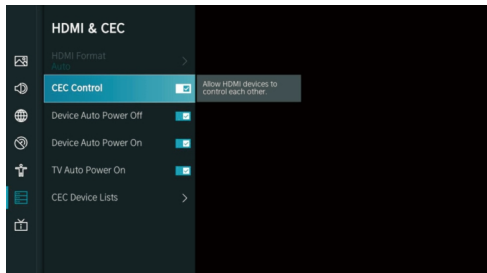 HDMI & CEC
HDMI Format
Auto
CEC Control
Allow HDMI devices to
control each other.
Device Auto Power Off
Device Auto Power On
TV Auto Power On
CEC Device Lists